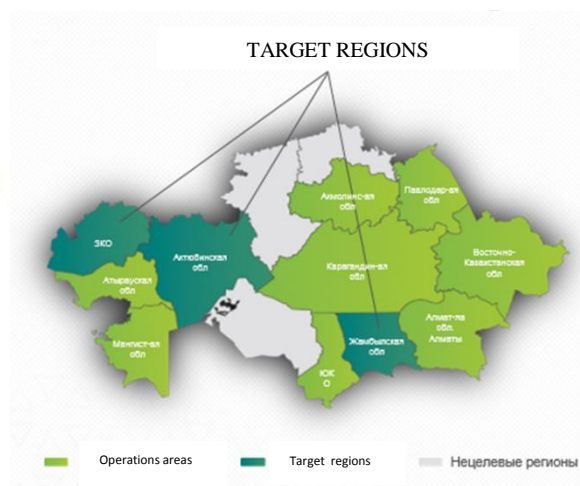 TARGET REGIONS
Акмолинс-ая
обл
Павлодар-ая
обл
ЗКО
Актюбинская
обл
Карагандин-ая
обл
Восточно-
Казахстанская
обл
Атырауская
обл
Мангист-ая
обл
ЮК
О
Жамбылская
обл
Алмат-ая
обл.
Алматы
Operations areas
Target regions
Нецелевые регионы